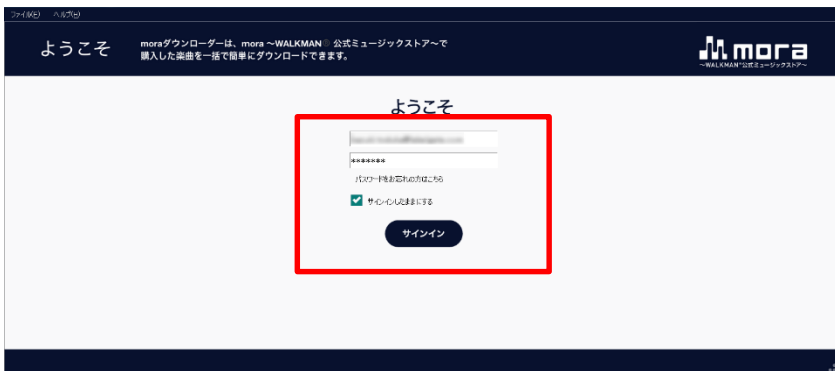 ファイル(F) ヘルプ(H)
ようこそ
moraダウンローダーは、mora ～WALKMAN® 公式ミュージックストア～で
購入した楽曲を一括で簡単にダウンロードできます。
mora
～WALKMAN®公式ミュージックストア～
ようこそ
*******
パスワードをお忘れの方はこちら
サインインしたままにする
サインイン